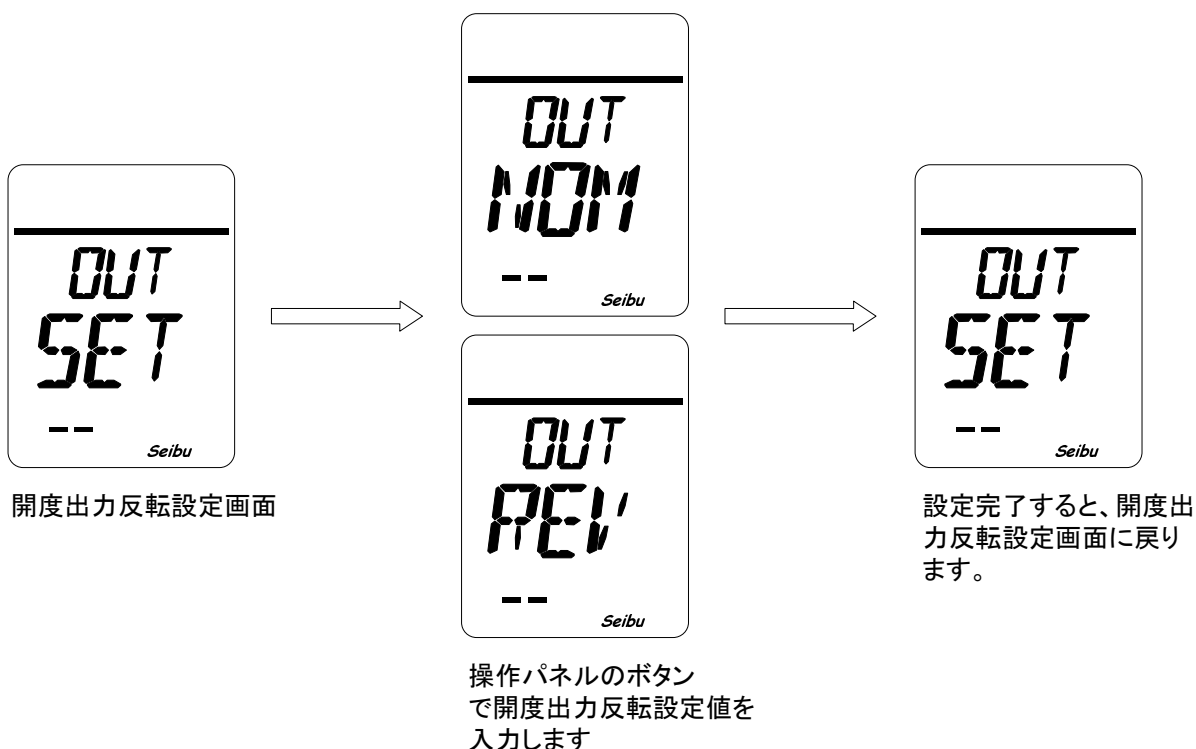 OUT
SET
--
Seibu
開度出力反転設定画面
OUT
NOM
--
Seibu
OUT
REV
--
Seibu
操作パネルのボタン
で開度出力反転設定値を
入力します
OUT
SET
--
Seibu
設定完了すると、開度出
力反転設定画面に戻り
ます。